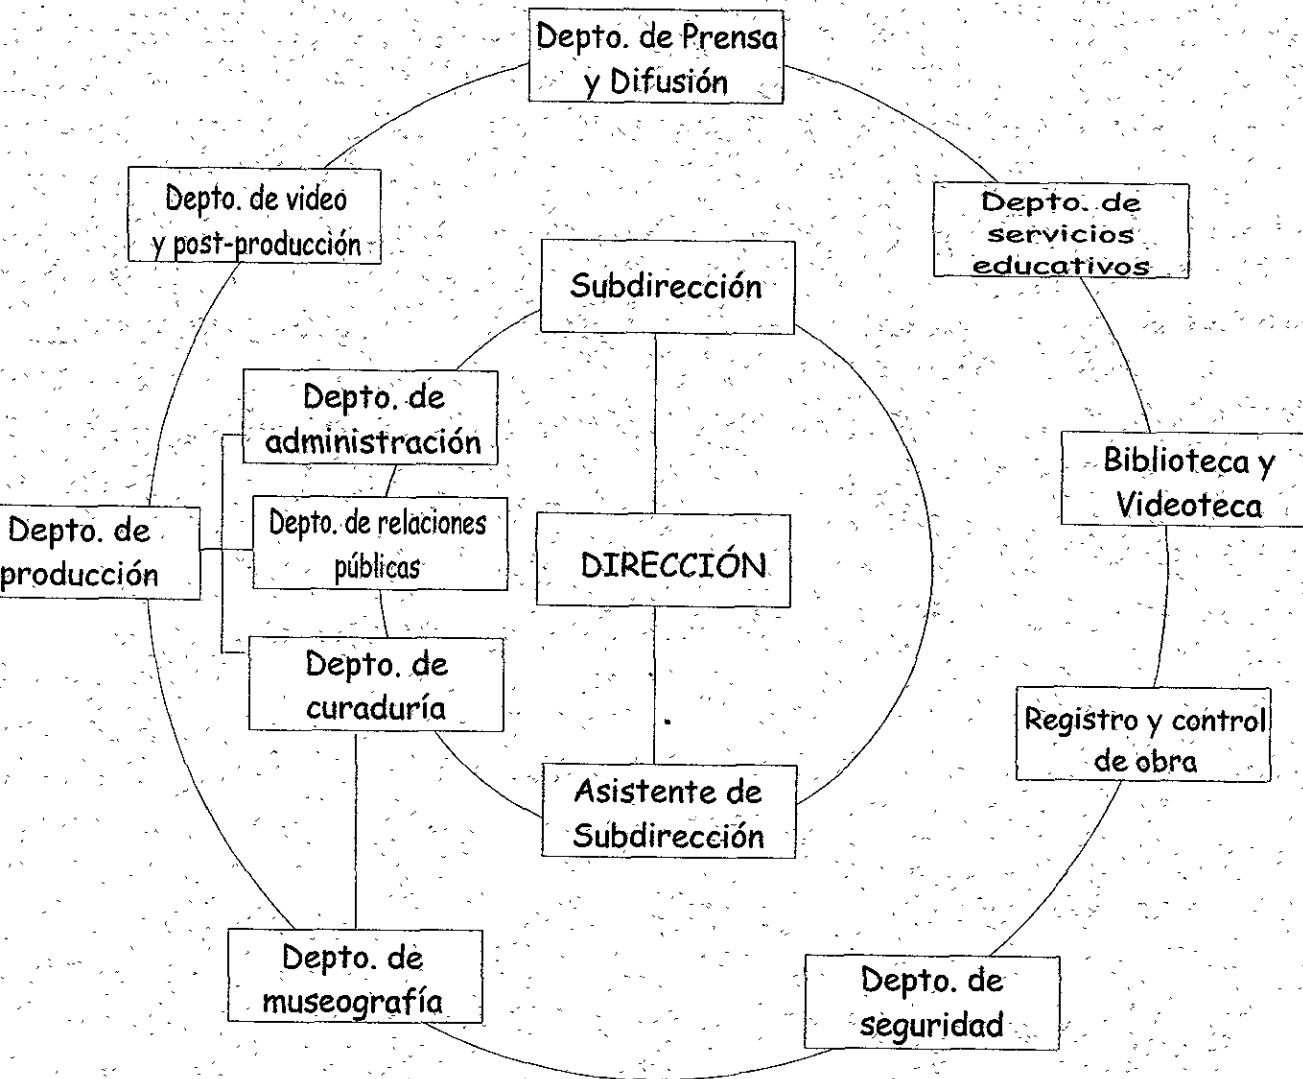 Depto. de Prensa
y Difusión
Depto. de video
y post-producción
Depto. de
servicios
educativos
Subdirección
Depto. de
administración
Biblioteca y
Videoteca
Depto. de
producción
Depto. de relaciones
públicas
DIRECCIÓN
Depto. de
curaduría
Registro y control
de obra
Asistente de
Subdirección
Depto. de
museografía
Depto. de
seguridad